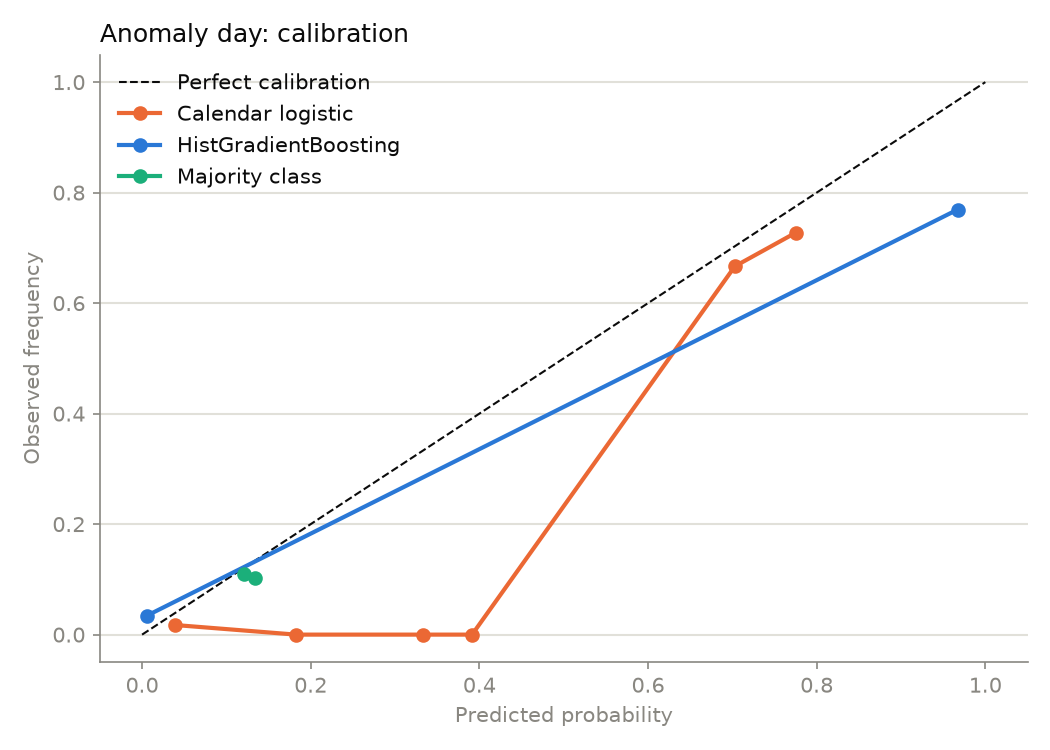 Anomaly day: calibration
Perfect calibration
Calendar logistic
HistGradientBoosting
Majority class
1.0
0.8
0.6
0.4
0.2
0.0
Observed frequency
0.0 0.2 0.4 0.6 0.8 1.0
Predicted probability